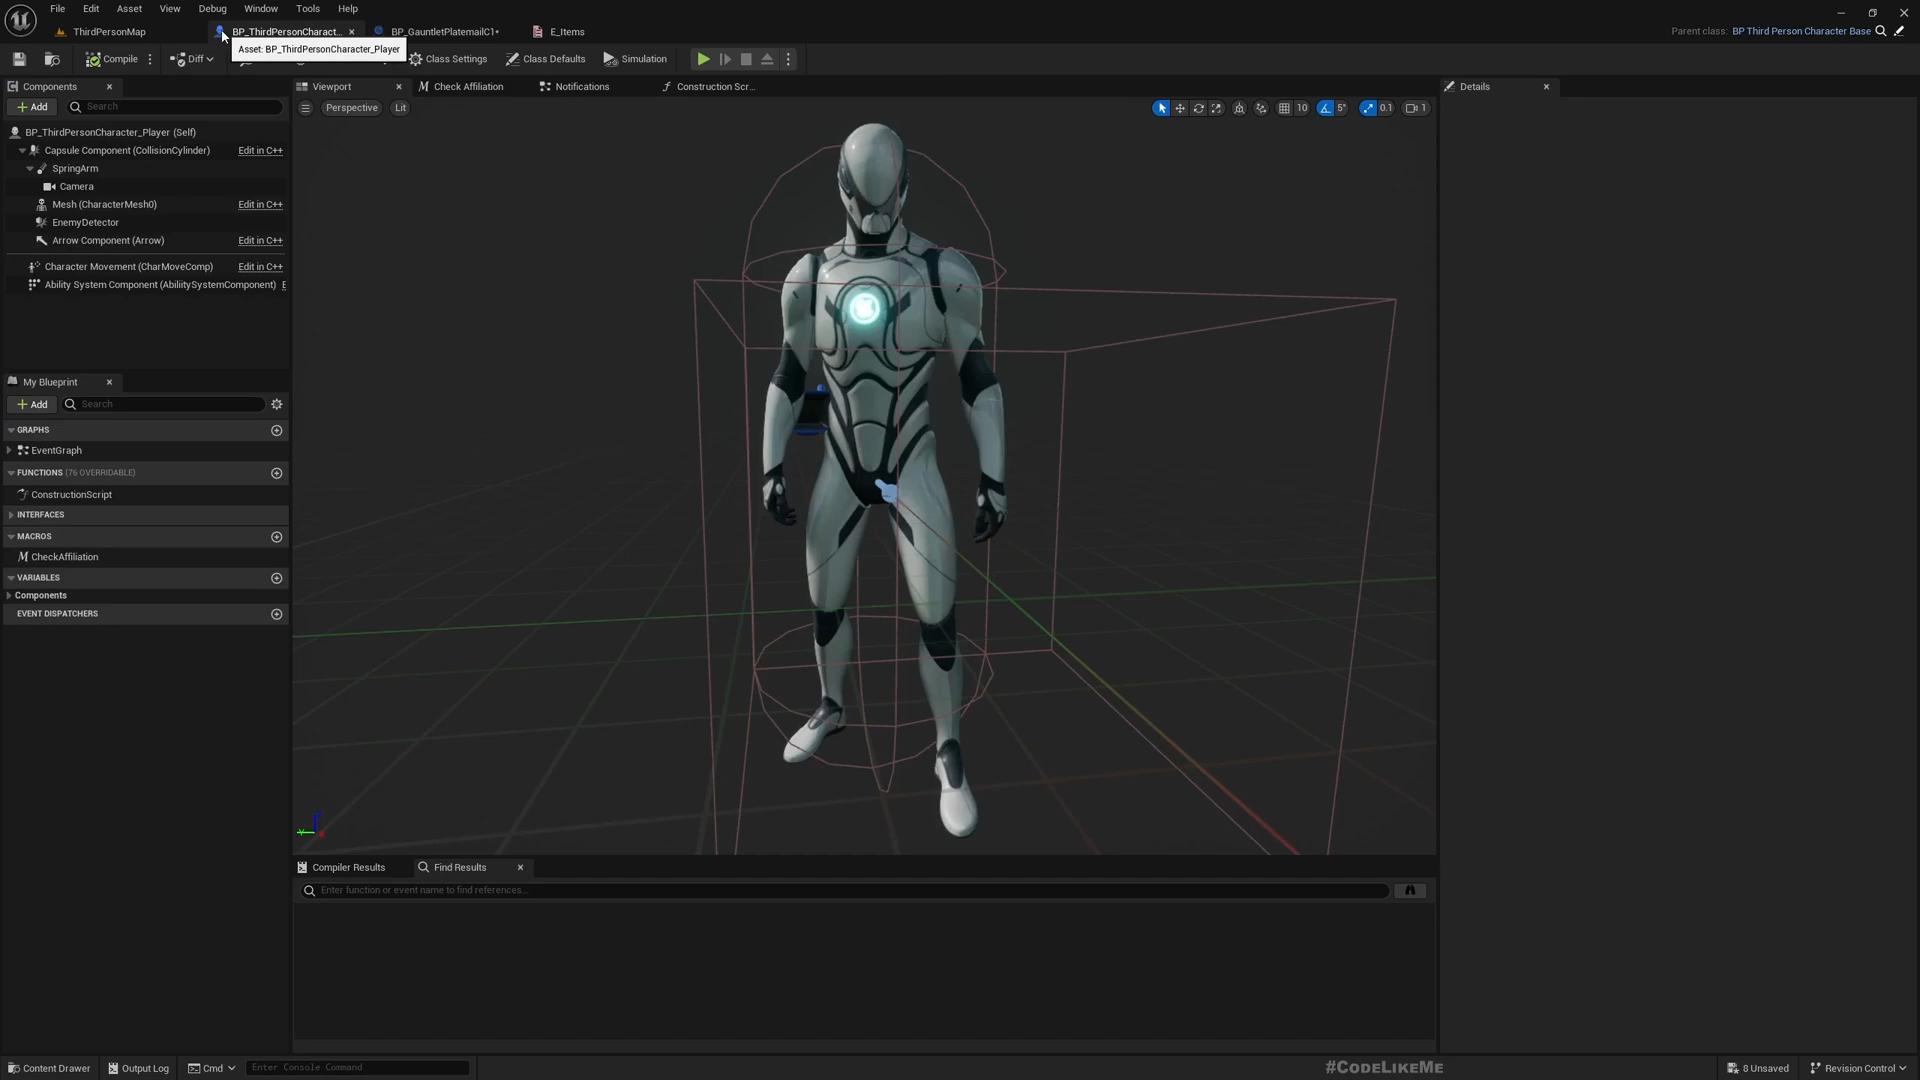 File Edit Asset View Debug Window Tools Help
ThirdPersonMap
BP_ThirdPersonCharact...
BP_GauntletPlatemailC1*
E_Items
Parent class: BP Third Person Character Base
Asset: BP_ThirdPersonCharacter_Player
Compile
Diff
Class Settings
Class Defaults
Simulation
Components
Viewport
Check Affiliation
Notifications
Construction Scr...
Details
Add
Search
Perspective
Lit
10
5°
0.1
1
BP_ThirdPersonCharacter_Player (Self)
Capsule Component (CollisionCylinder) Edit in C++
SpringArm
Camera
Mesh (CharacterMesh0) Edit in C++
EnemyDetector
Arrow Component (Arrow) Edit in C++
Character Movement (CharMoveComp) Edit in C++
Ability System Component (AbilitySystemComponent) E
My Blueprint
Add
Search
GRAPHS
EventGraph
FUNCTIONS (76 OVERRIDABLE)
ConstructionScript
INTERFACES
MACROS
CheckAffiliation
VARIABLES
Components
EVENT DISPATCHERS
Compiler Results
Find Results
Enter function or event name to find references...
Content Drawer
Output Log
Cmd
Enter Console Command
#CodeLikeMe
8 Unsaved
Revision Control